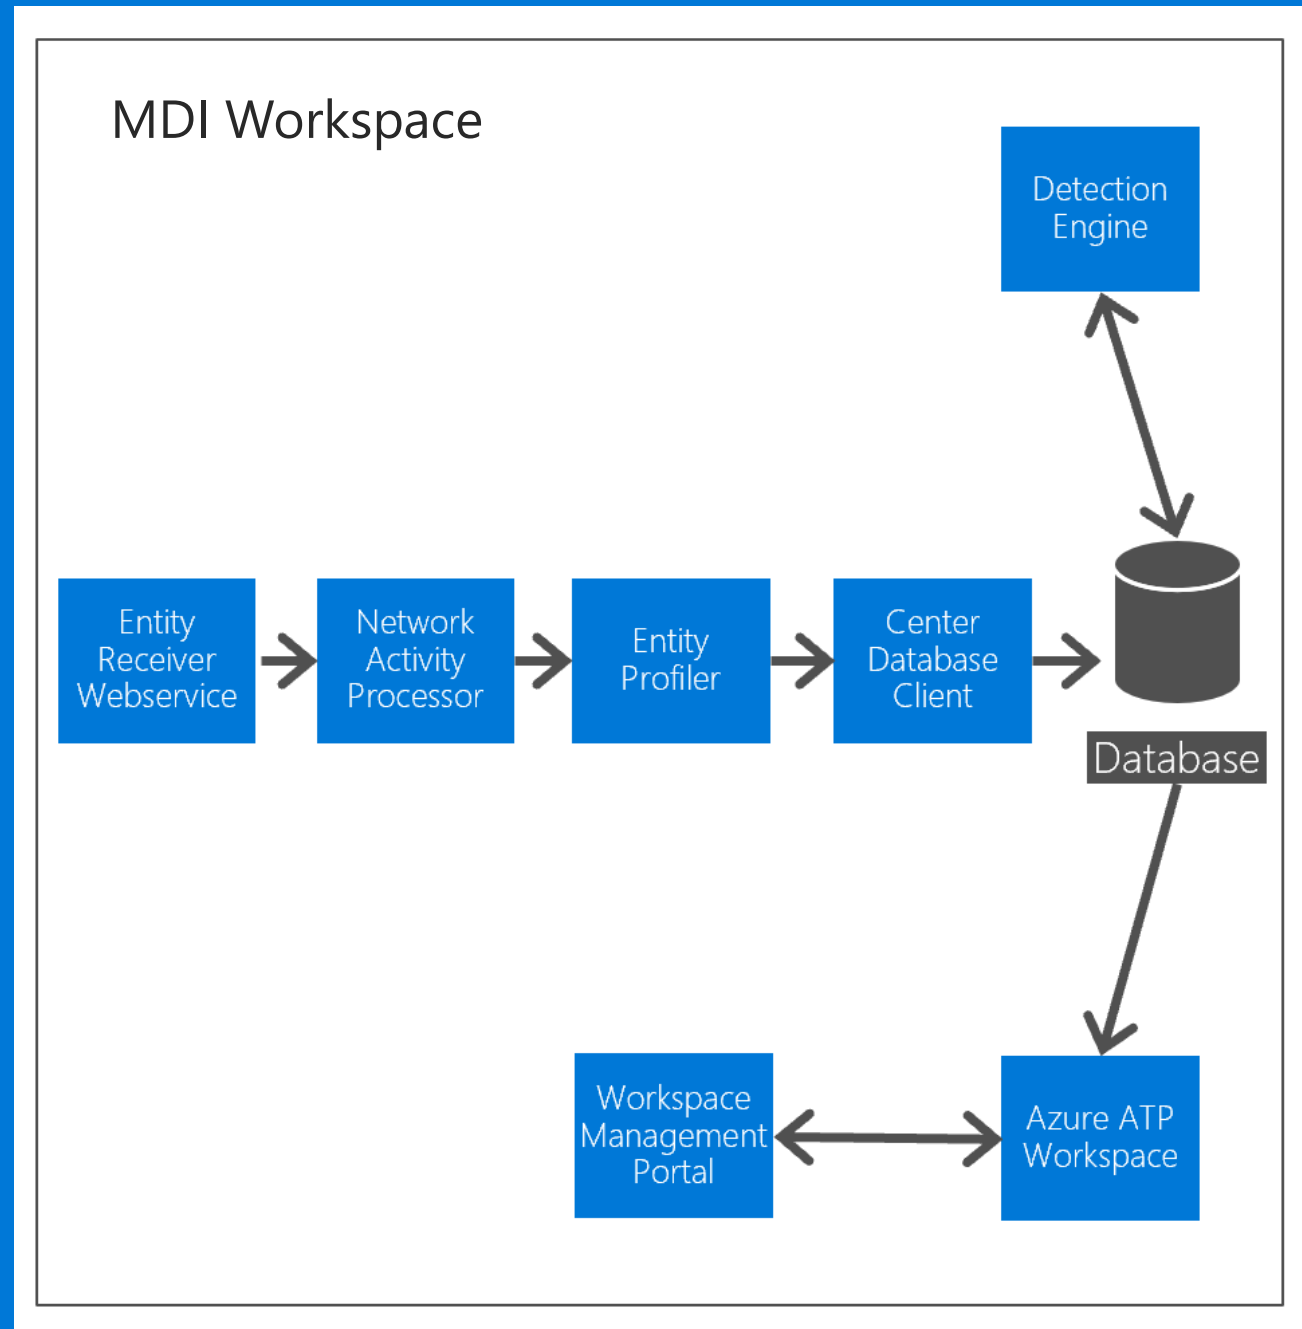 MDI Workspace
Detection
Engine
Entity
Receiver
Webservice
Network
Activity
Processor
Entity
Profiler
Center
Database
Client
Database
Workspace
Management
Portal
Azure ATP
Workspace